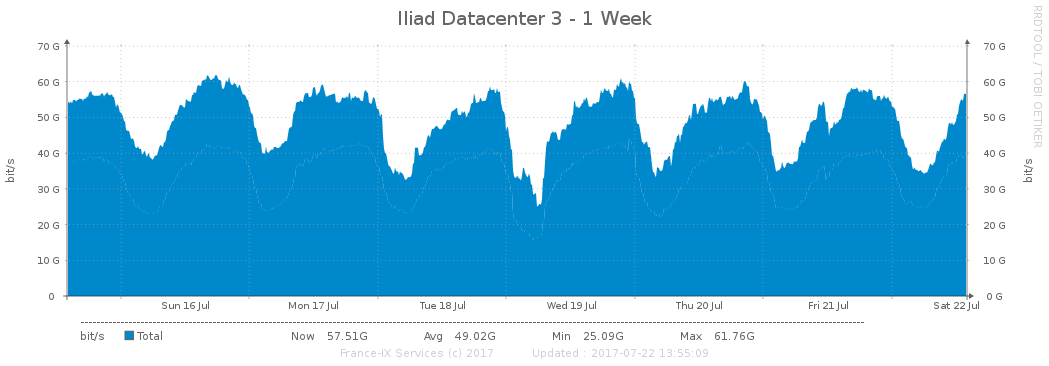 Iliad Datacenter 3 - 1 Week
RRDTOOL / TOBI OETIKER
70 G 70 G
60 G 60 G
50 G 50 G
40 G 40 G
30 G 30 G
20 G 20 G
10 G 10 G
0 0 G
bit/s
bit/s
Sun 16 Jul Mon 17 Jul Tue 18 Jul Wed 19 Jul Thu 20 Jul Fri 21 Jul Sat 22 Jul
bit/s Total Now 57.51G Avg 49.02G Min 25.09G Max 61.76G
France-IX Services (c) 2017 Updated : 2017-07-22 13:55:09